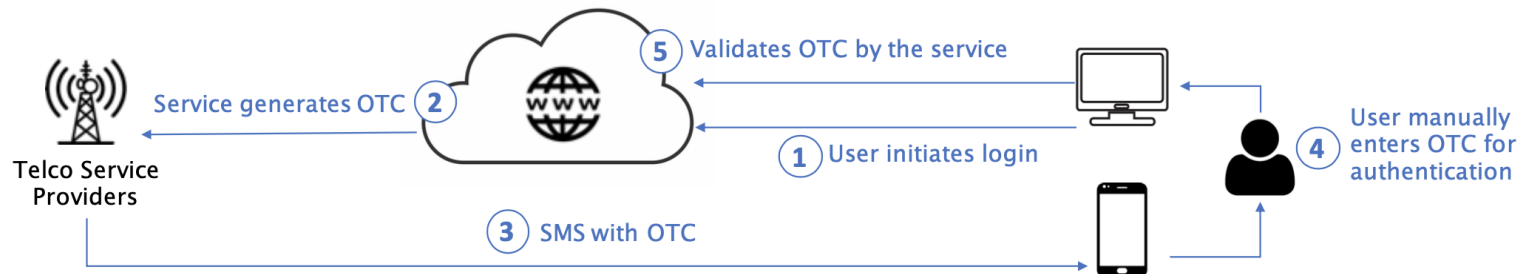 5 Validates OTC by the service
Service generates OTC 2
www
Telco Service
Providers
1 User initiates login
4 User manually
enters OTC for
authentication
3 SMS with OTC